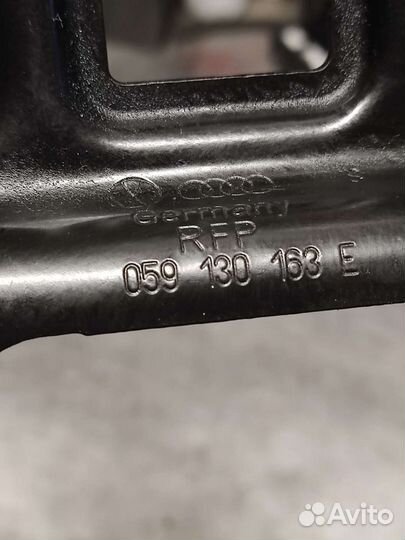 Germany
RFP
059 130 163 E
Avito